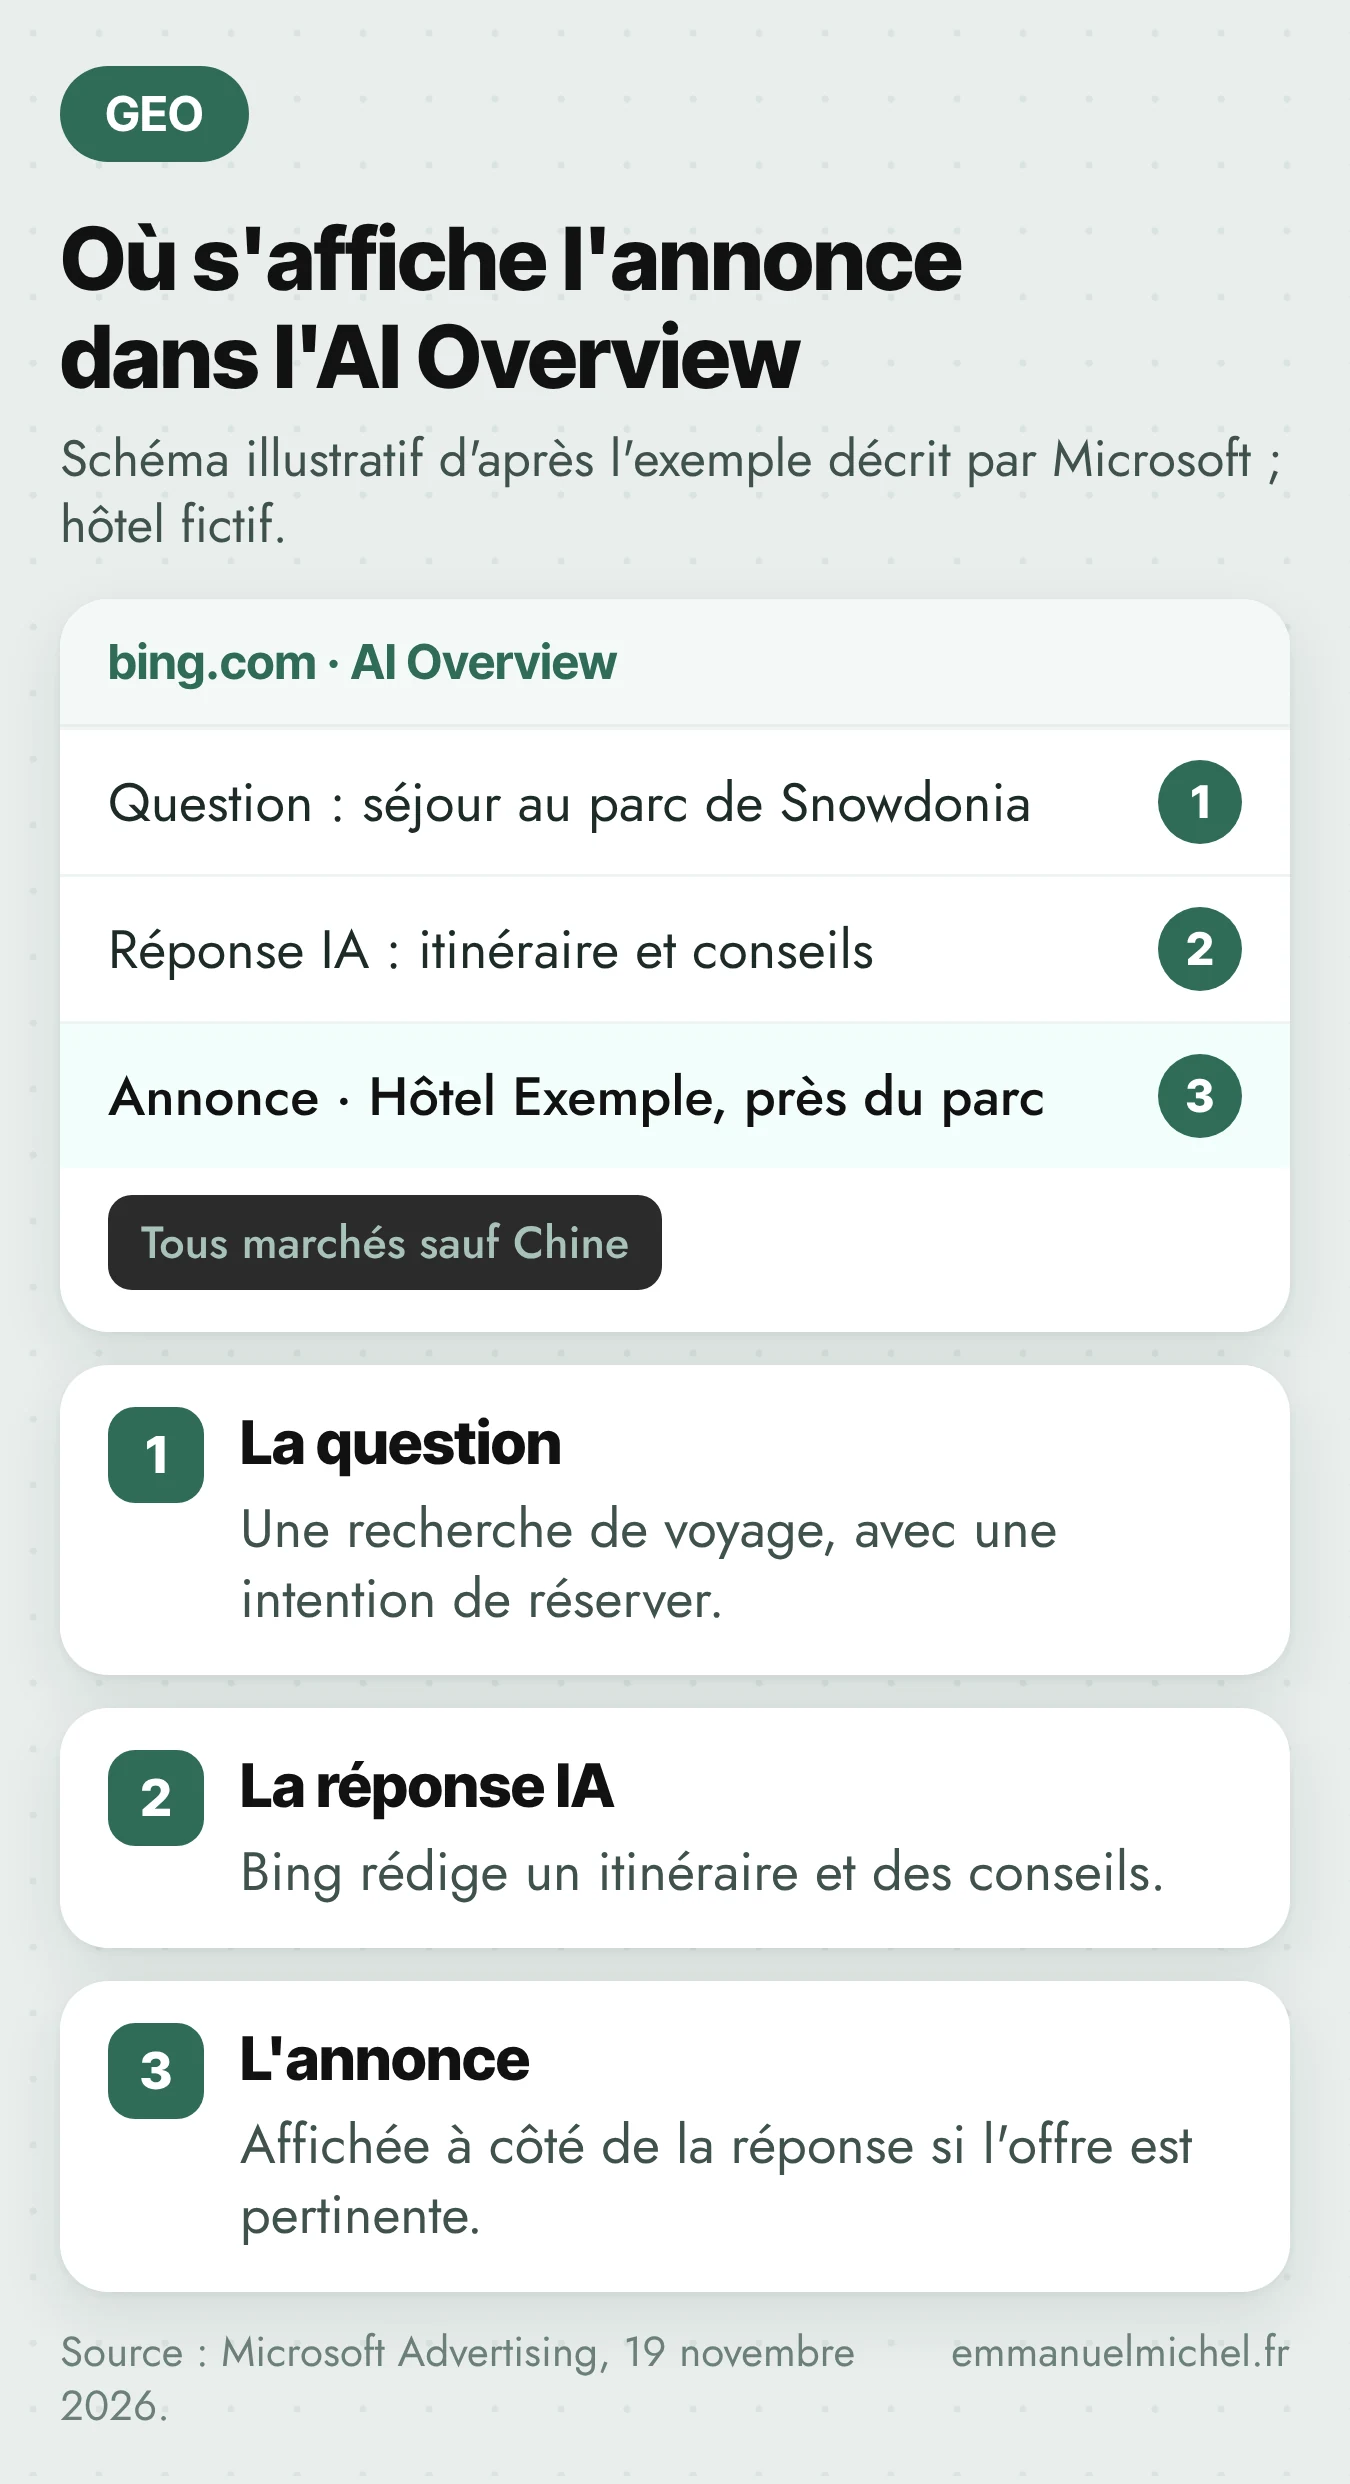 GEO
Où s'affiche l'annonce
dans l'AI Overview
Schéma illustratif d'après l'exemple décrit par Microsoft ;
hôtel fictif.
bing.com · AI Overview
Question : séjour au parc de Snowdonia
1
Réponse IA : itinéraire et conseils
2
Annonce · Hôtel Exemple, près du parc
3
Tous marchés sauf Chine
1
La question
Une recherche de voyage, avec une
intention de réserver.
2
La réponse IA
Bing rédige un itinéraire et des conseils.
3
L'annonce
Affichée à côté de la réponse si l'offre est
pertinente.
Source : Microsoft Advertising, 19 novembre
2026.
emmanuelmichel.fr